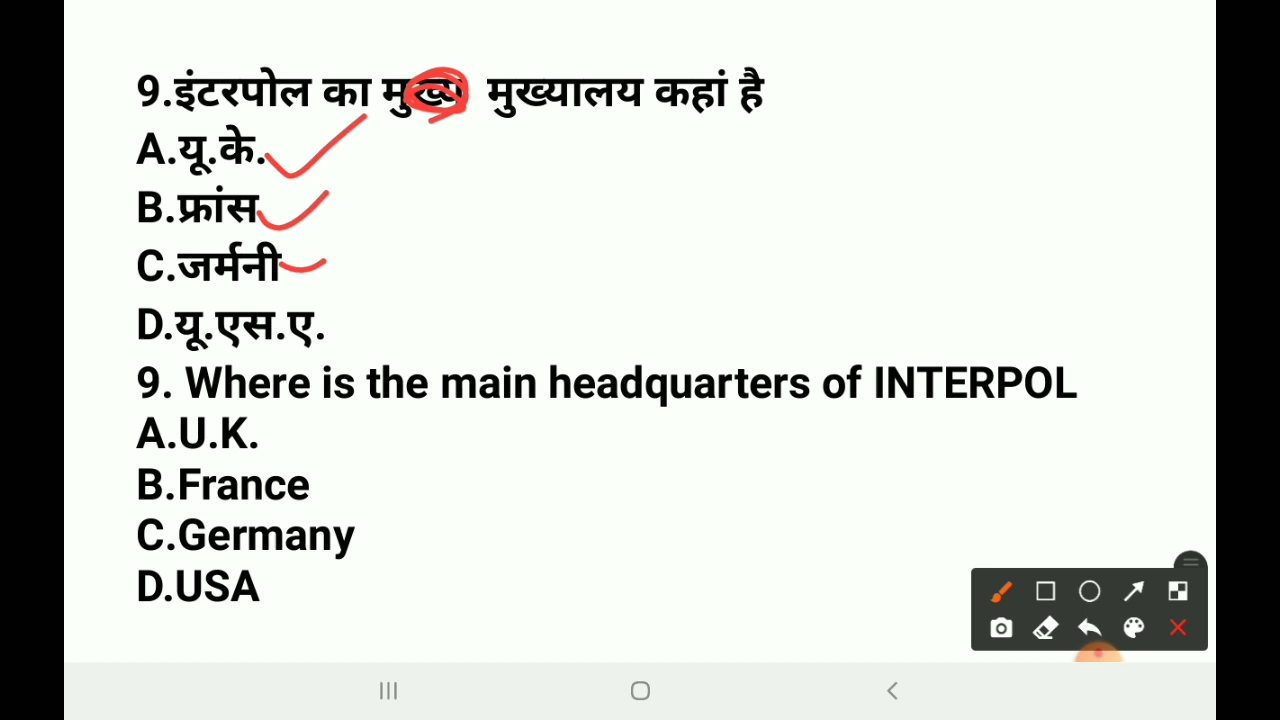 9.इंटरपोल का मुख्य मुख्यालय कहां है
A.यू.के.
B.फ्रांस
C.जर्मनी
D.यू.एस.ए.
9. Where is the main headquarters of INTERPOL
A.U.K.
B.France
C.Germany
D.USA